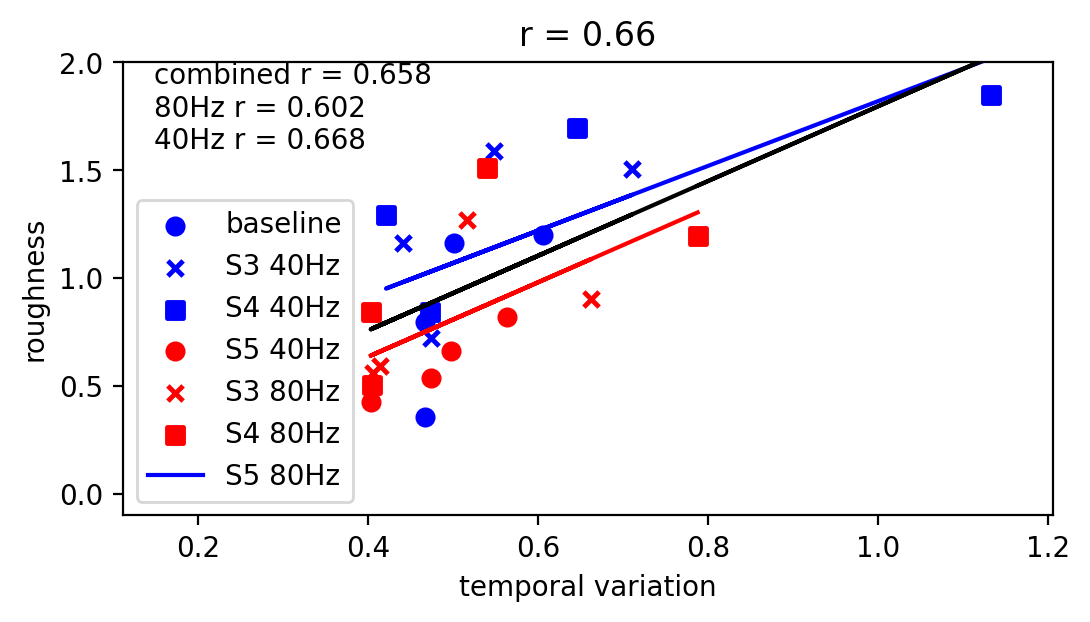 r = 0.66
combined r = 0.658
80Hz r = 0.602
40Hz r = 0.668
baseline
S3 40Hz
S4 40Hz
S5 40Hz
S3 80Hz
S4 80Hz
S5 80Hz
roughness
2.0
1.5
1.0
0.5
0.0
0.2 0.4 0.6 0.8 1.0 1.2
temporal variation